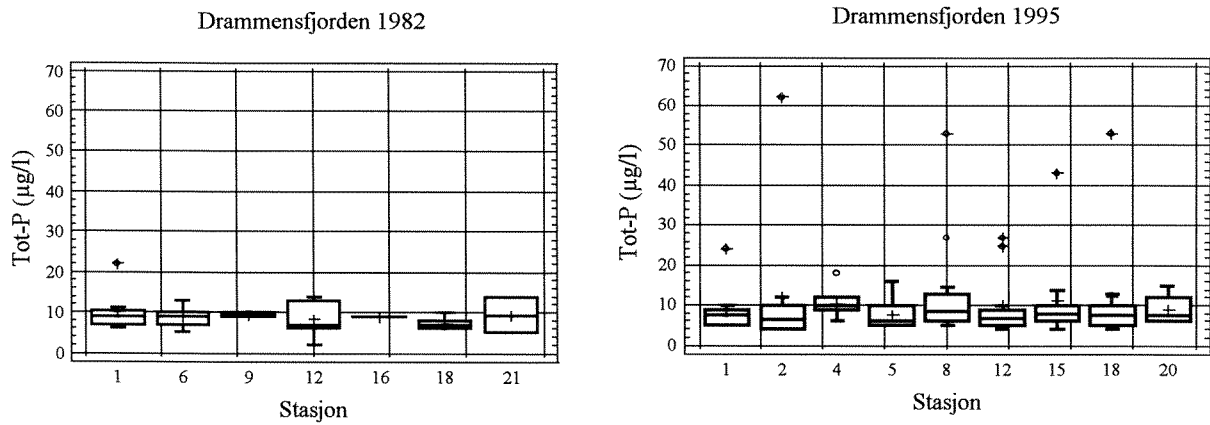 Drammensfjorden 1982
Tot-P (µg/l)
70
60
50
40
30
20
10
0
1 6 9 12 16 18 21
Stasjon
Drammensfjorden 1995
Tot-P (µg/l)
70
60
50
40
30
20
10
0
1 2 4 5 8 12 15 18 20
Stasjon